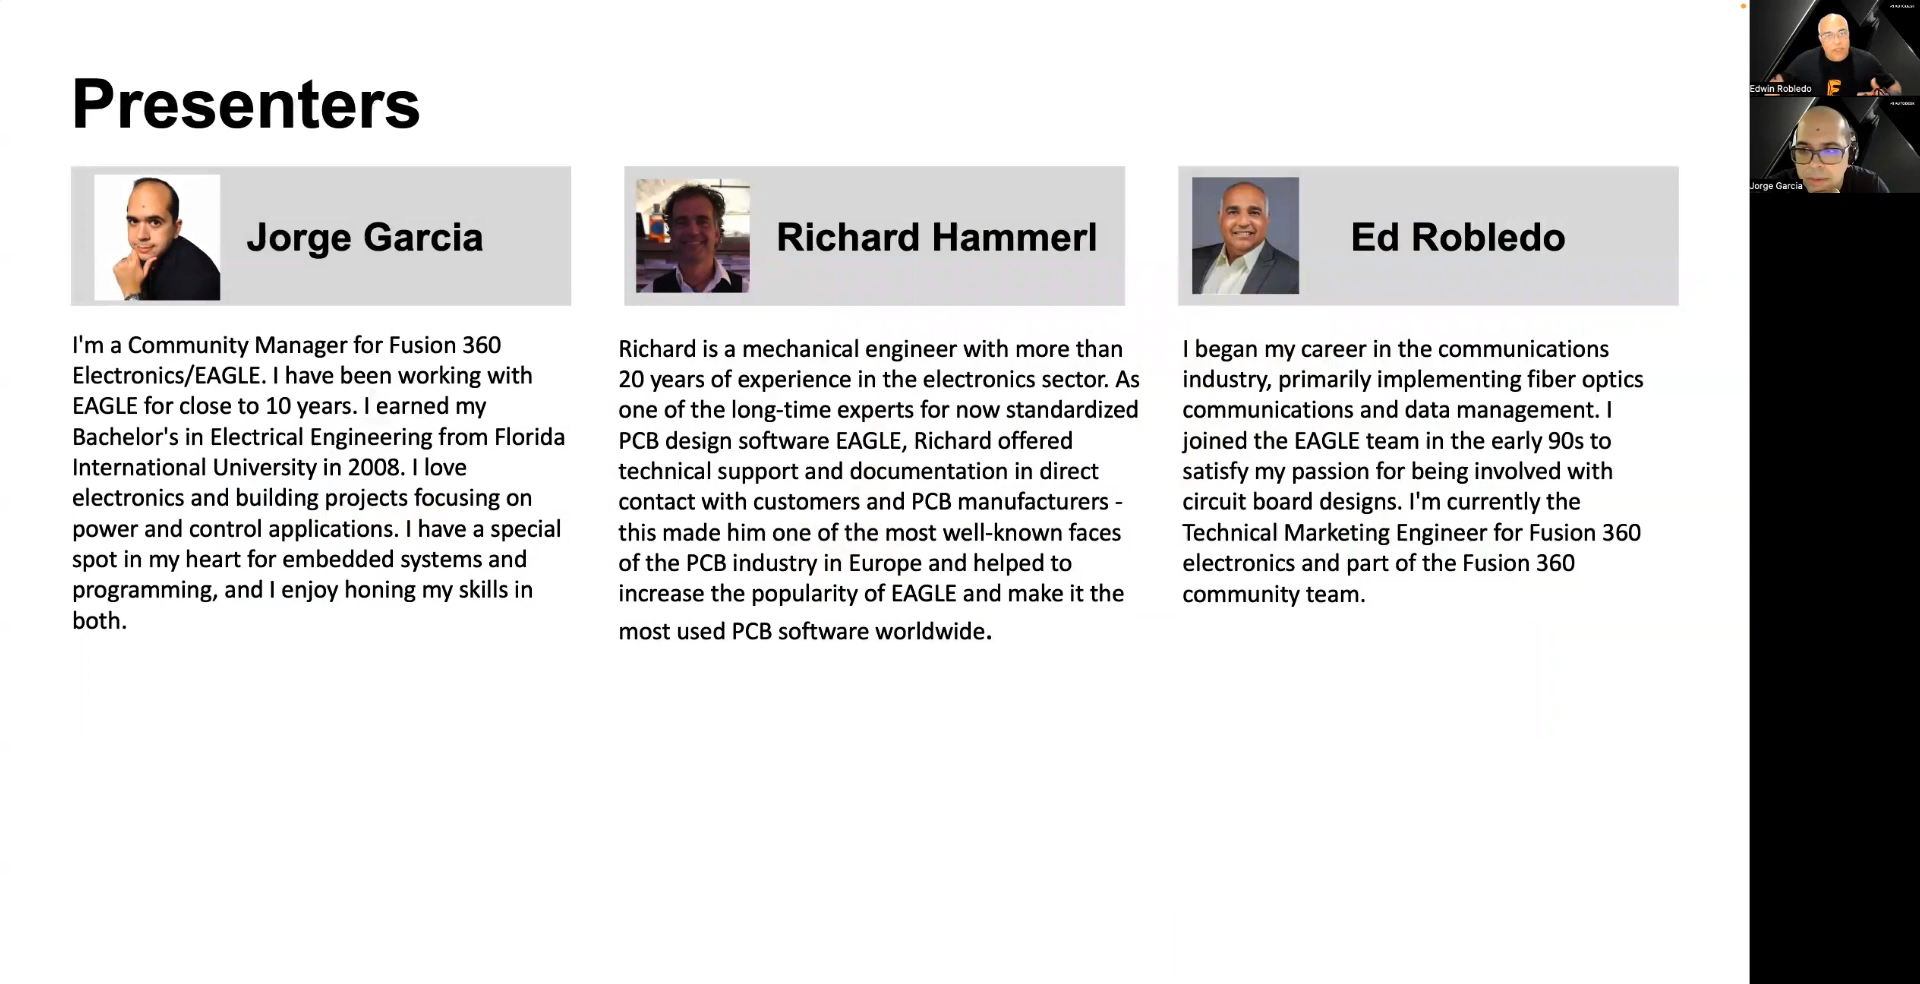 Presenters
Jorge Garcia
I'm a Community Manager for Fusion 360
Electronics/EAGLE. I have been working with
EAGLE for close to 10 years. I earned my
Bachelor's in Electrical Engineering from Florida
International University in 2008. I love
electronics and building projects focusing on
power and control applications. I have a special
spot in my heart for embedded systems and
programming, and I enjoy honing my skills in
both.
Richard Hammerl
Richard is a mechanical engineer with more than
20 years of experience in the electronics sector. As
one of the long-time experts for now standardized
PCB design software EAGLE, Richard offered
technical support and documentation in direct
contact with customers and PCB manufacturers -
this made him one of the most well-known faces
of the PCB industry in Europe and helped to
increase the popularity of EAGLE and make it the
most used PCB software worldwide.
Ed Robledo
I began my career in the communications
industry, primarily implementing fiber optics
communications and data management. I
joined the EAGLE team in the early 90s to
satisfy my passion for being involved with
circuit board designs. I'm currently the
Technical Marketing Engineer for Fusion 360
electronics and part of the Fusion 360
community team.
AUTODESK
E
Edwin Robledo
AUTODESK
Jorge Garcia